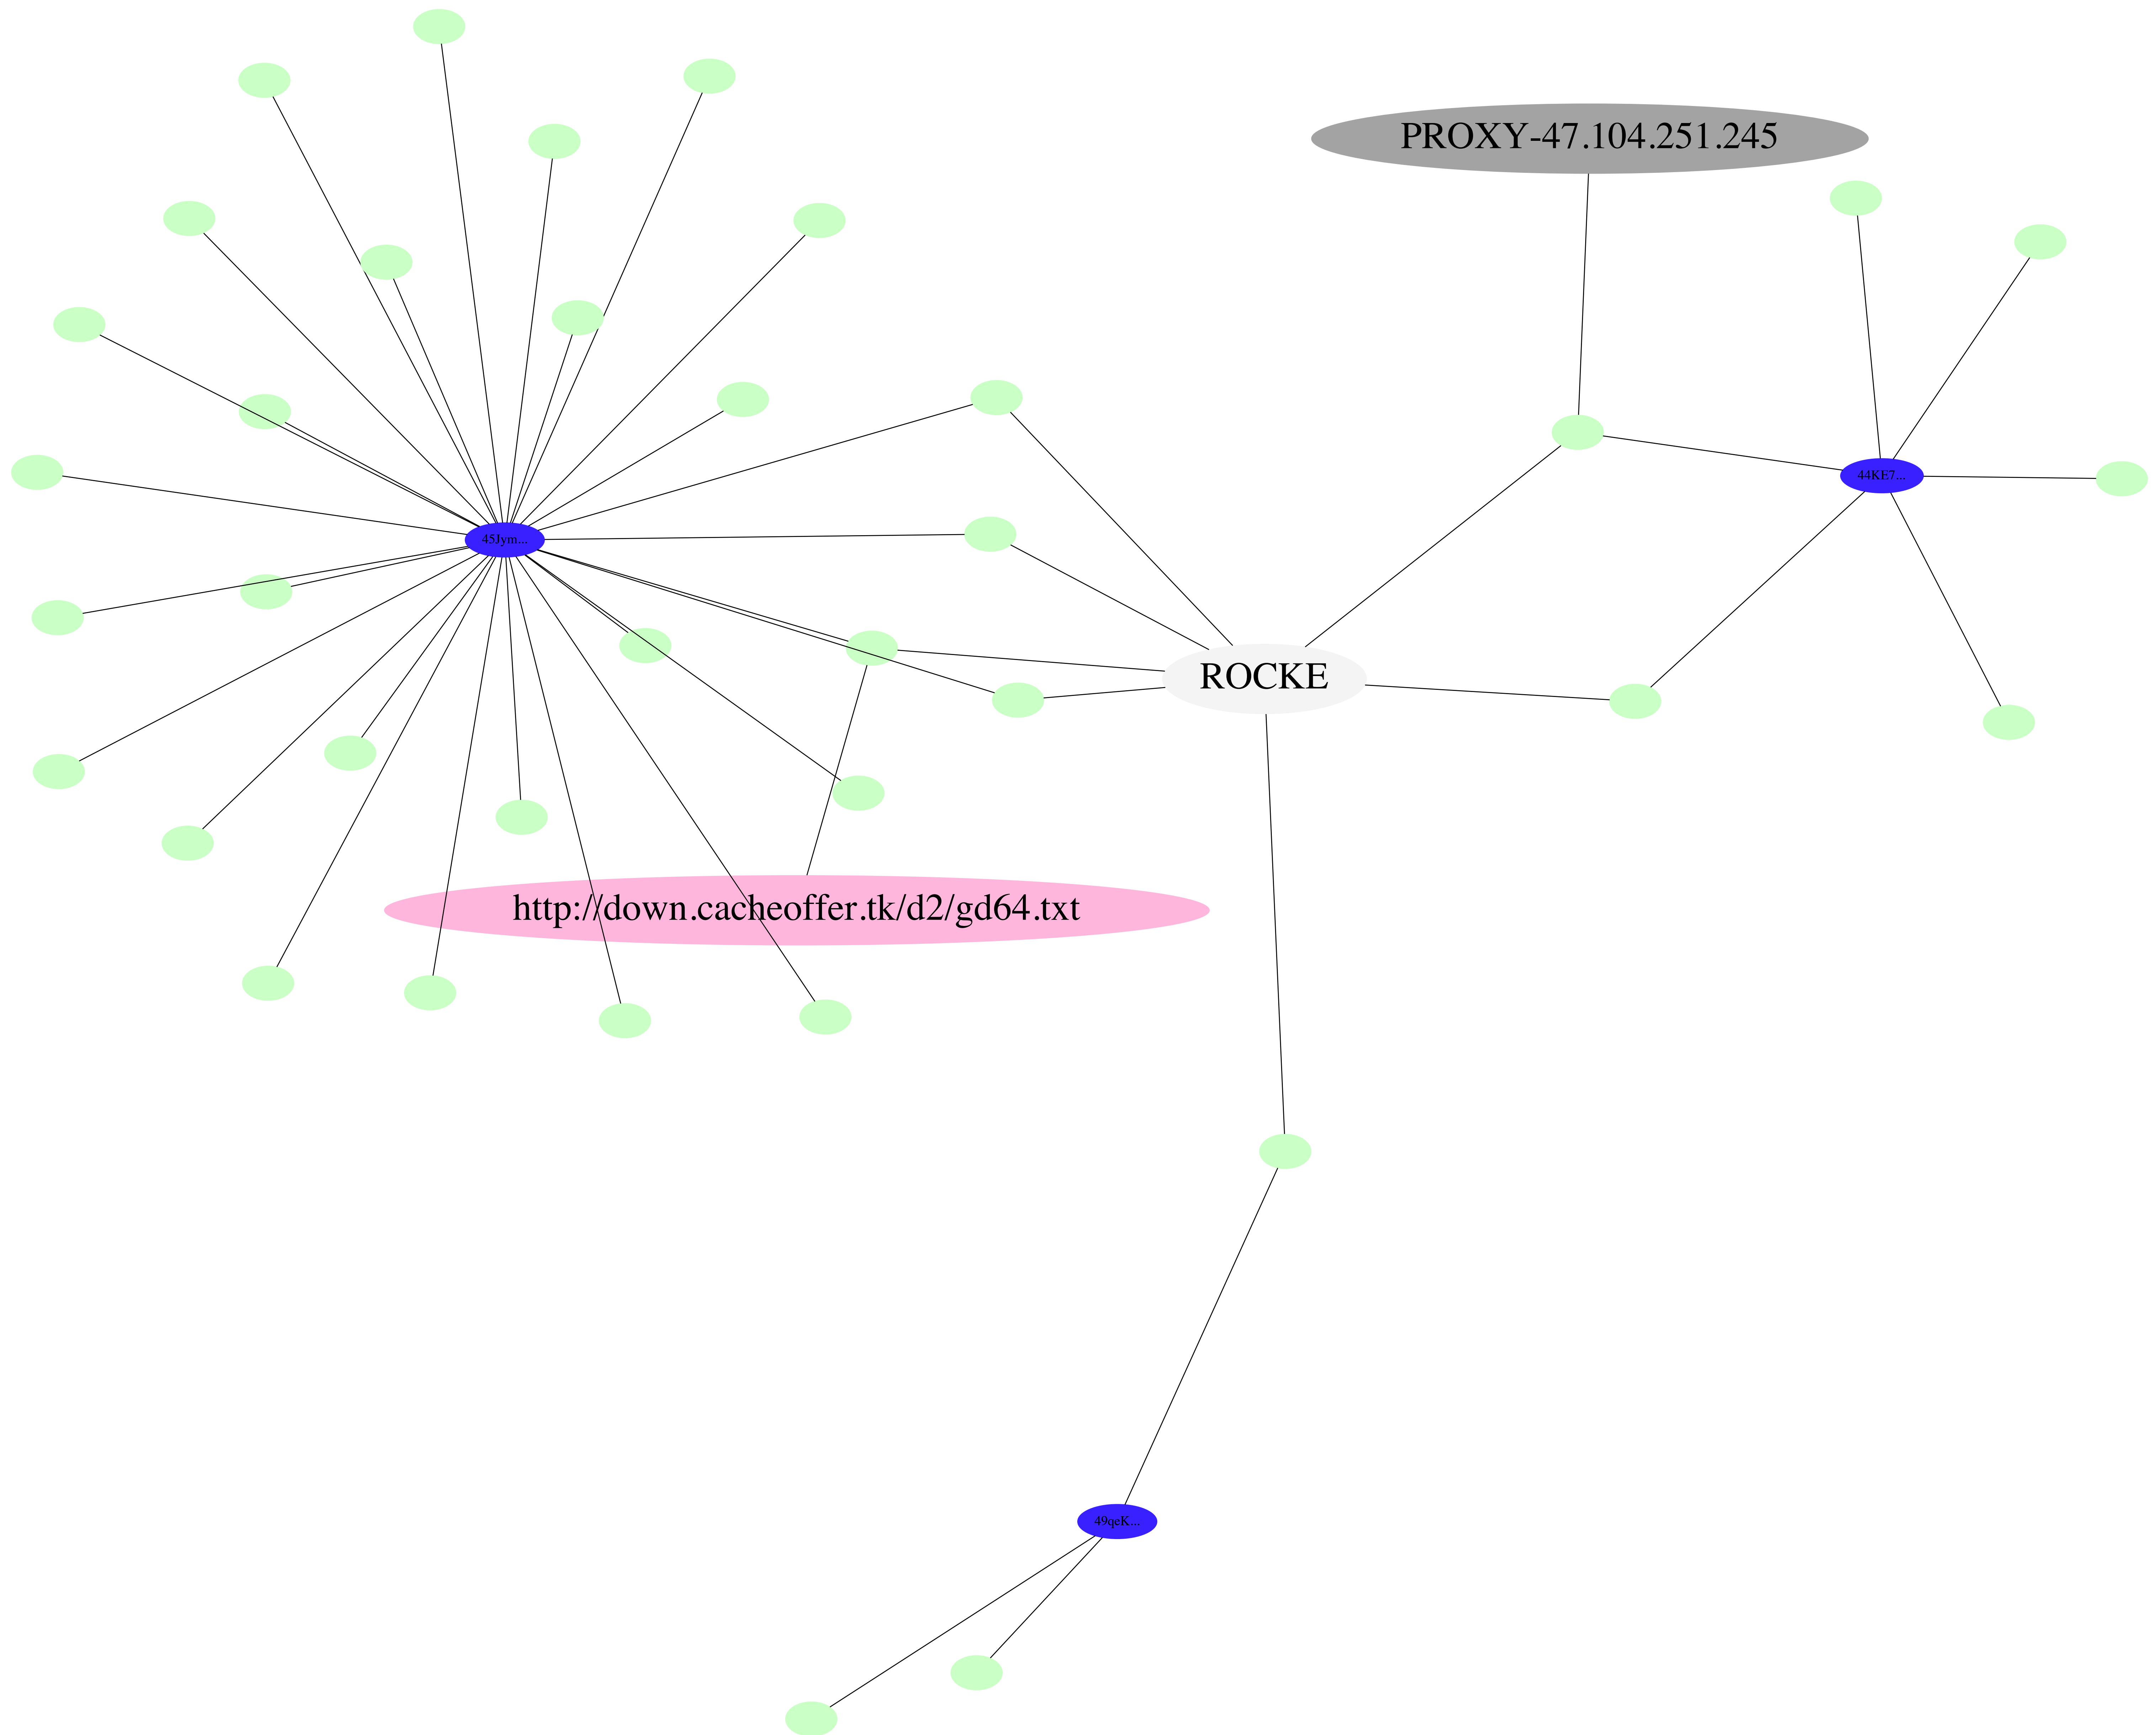 PROXY-47.104.251.245
44KE7...
45Jym...
ROCKE
http://down.cacheoffer.tk/d2/gd64.txt
49qeK...